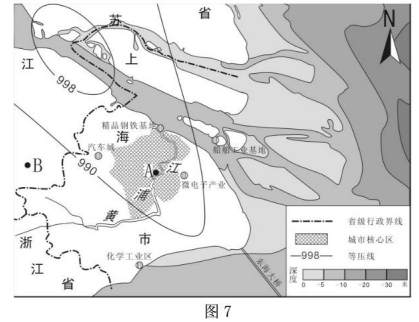 苏 省
N
江
上
998
精品钢铁基地
海
汽车城
船舶工业基地
B
990
A 江
微电子产业
浦
黄
浙
市
江
化学工业区
省
东海大桥
省级行政界线
城市核心区
998 等压线
深度
0 -5 -10 -20 -30 米
图 7